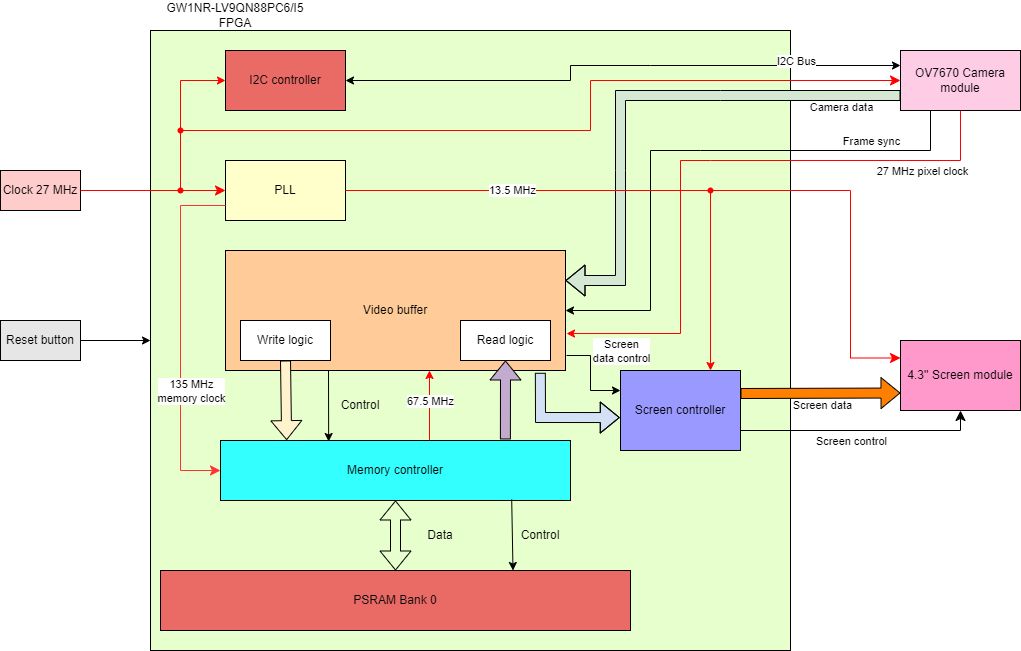 GW1NR-LV9QN88PC6/I5
FPGA
I2C controller
I2C Bus
OV7670 Camera
module
Camera data
Frame sync
27 MHz pixel clock
Clock 27 MHz
PLL
13.5 MHz
Video buffer
Write logic
Read logic
Reset button
Screen
data control
4.3" Screen module
135 MHz
memory clock
Control
67.5 MHz
Screen controller
Screen data
Screen control
Memory controller
Data
Control
PSRAM Bank 0